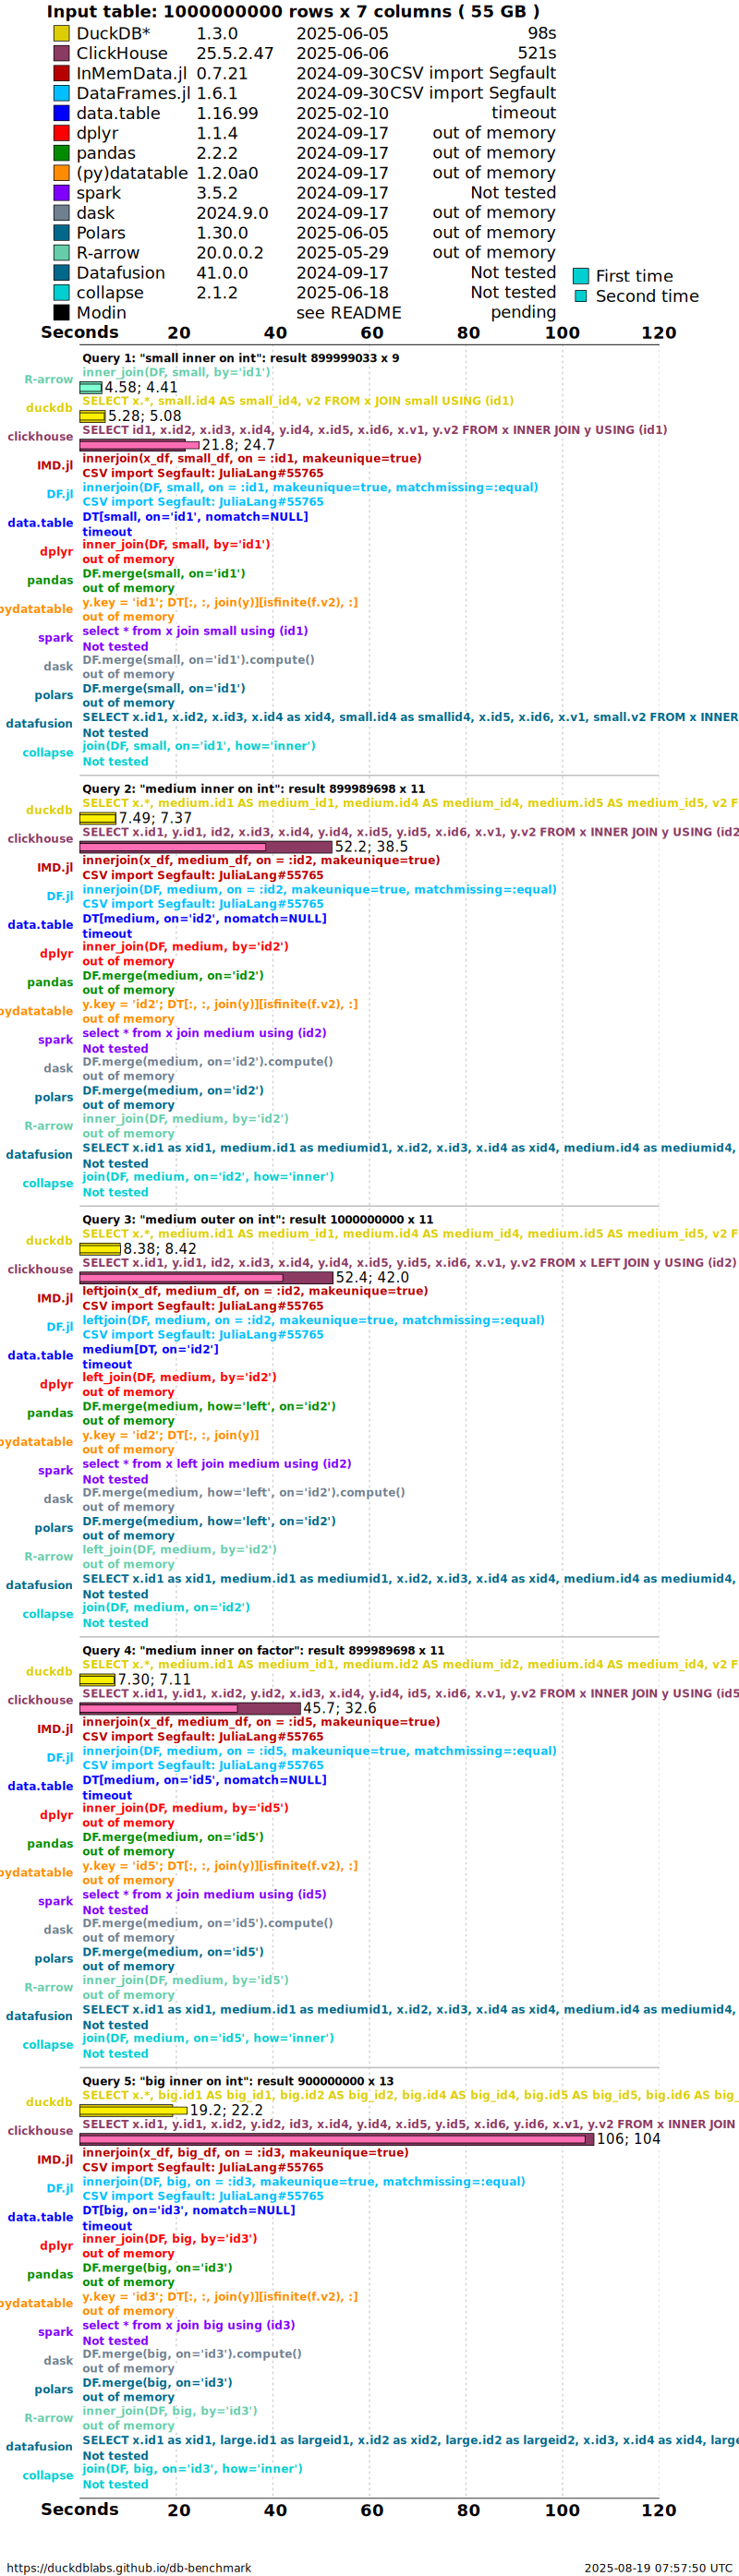 Input table: 1000000000 rows x 7 columns ( 55 GB )
DuckDB* 1.3.0 2025-06-05 98s
ClickHouse 25.5.2.47 2025-06-06 521s
InMemData.jl 0.7.21 2024-09-30 CSV import Segfault
DataFrames.jl 1.6.1 2024-09-30 CSV import Segfault
data.table 1.16.99 2025-02-10 timeout
dplyr 1.1.4 2024-09-17 out of memory
pandas 2.2.2 2024-09-17 out of memory
(py)datatable 1.2.0a0 2024-09-17 out of memory
spark 3.5.2 2024-09-17 Not tested
dask 2024.9.0 2024-09-17 out of memory
Polars 1.30.0 2025-06-05 out of memory
R-arrow 20.0.0.2 2025-05-29 out of memory
Datafusion 41.0.0 2024-09-17 Not tested
First time
collapse 2.1.2 2025-06-18 Not tested
Second time
Modin see README pending
Seconds 20 40 60 80 100 120
Query 1: "small inner on int": result 899999033 x 9
inner_join(DF, small, by='id1')
R-arrow
4.58; 4.41
SELECT x.*, small.id4 AS small_id4, v2 FROM x JOIN small USING (id1)
duckdb
5.28; 5.08
SELECT id1, x.id2, x.id3, x.id4, y.id4, x.id5, x.id6, x.v1, y.v2 FROM x INNER JOIN y USING (id1)
clickhouse
21.8; 24.7
innerjoin(x_df, small_df, on = :id1, makeunique=true)
IMD.jl
CSV import Segfault: JuliaLang#55765
innerjoin(DF, small, on = :id1, makeunique=true, matchmissing=:equal)
DF.jl
CSV import Segfault: JuliaLang#55765
DT[small, on='id1', nomatch=NULL]
data.table
timeout
inner_join(DF, small, by='id1')
dplyr
out of memory
DF.merge(small, on='id1')
pandas
out of memory
y.key = 'id1'; DT[:, :, join(y)][isfinite(f.v2), :]
pydatatable
out of memory
select * from x join small using (id1)
spark
Not tested
DF.merge(small, on='id1').compute()
dask
out of memory
DF.merge(small, on='id1')
polars
out of memory
SELECT x.id1, x.id2, x.id3, x.id4 as xid4, small.id4 as smallid4, x.id5, x.id6, x.v1, small.v2 FROM x INNER
datafusion
Not tested
join(DF, small, on='id1', how='inner')
collapse
Not tested
Query 2: "medium inner on int": result 899989698 x 11
SELECT x.*, medium.id1 AS medium_id1, medium.id4 AS medium_id4, medium.id5 AS medium_id5, v2 F
duckdb
7.49; 7.37
SELECT x.id1, y.id1, id2, x.id3, x.id4, y.id4, x.id5, y.id5, x.id6, x.v1, y.v2 FROM x INNER JOIN y USING (id2
clickhouse
52.2; 38.5
innerjoin(x_df, medium_df, on = :id2, makeunique=true)
IMD.jl
CSV import Segfault: JuliaLang#55765
innerjoin(DF, medium, on = :id2, makeunique=true, matchmissing=:equal)
DF.jl
CSV import Segfault: JuliaLang#55765
DT[medium, on='id2', nomatch=NULL]
data.table
timeout
inner_join(DF, medium, by='id2')
dplyr
out of memory
DF.merge(medium, on='id2')
pandas
out of memory
y.key = 'id2'; DT[:, :, join(y)][isfinite(f.v2), :]
pydatatable
out of memory
select * from x join medium using (id2)
spark
Not tested
DF.merge(medium, on='id2').compute()
dask
out of memory
DF.merge(medium, on='id2')
polars
out of memory
inner_join(DF, medium, by='id2')
R-arrow
out of memory
SELECT x.id1 as xid1, medium.id1 as mediumid1, x.id2, x.id3, x.id4 as xid4, medium.id4 as mediumid4,
datafusion
Not tested
join(DF, medium, on='id2', how='inner')
collapse
Not tested
Query 3: "medium outer on int": result 1000000000 x 11
SELECT x.*, medium.id1 AS medium_id1, medium.id4 AS medium_id4, medium.id5 AS medium_id5, v2 F
duckdb
8.38; 8.42
SELECT x.id1, y.id1, id2, x.id3, x.id4, y.id4, x.id5, y.id5, x.id6, x.v1, y.v2 FROM x LEFT JOIN y USING (id2)
clickhouse
52.4; 42.0
leftjoin(x_df, medium_df, on = :id2, makeunique=true)
IMD.jl
CSV import Segfault: JuliaLang#55765
leftjoin(DF, medium, on = :id2, makeunique=true, matchmissing=:equal)
DF.jl
CSV import Segfault: JuliaLang#55765
medium[DT, on='id2']
data.table
timeout
left_join(DF, medium, by='id2')
dplyr
out of memory
DF.merge(medium, how='left', on='id2')
pandas
out of memory
y.key = 'id2'; DT[:, :, join(y)]
pydatatable
out of memory
select * from x left join medium using (id2)
spark
Not tested
DF.merge(medium, how='left', on='id2').compute()
dask
out of memory
DF.merge(medium, how='left', on='id2')
polars
out of memory
left_join(DF, medium, by='id2')
R-arrow
out of memory
SELECT x.id1 as xid1, medium.id1 as mediumid1, x.id2, x.id3, x.id4 as xid4, medium.id4 as mediumid4,
datafusion
Not tested
join(DF, medium, on='id2')
collapse
Not tested
Query 4: "medium inner on factor": result 899989698 x 11
SELECT x.*, medium.id1 AS medium_id1, medium.id2 AS medium_id2, medium.id4 AS medium_id4, v2 F
duckdb
7.30; 7.11
SELECT x.id1, y.id1, x.id2, y.id2, x.id3, x.id4, y.id4, id5, x.id6, x.v1, y.v2 FROM x INNER JOIN y USING (id5
clickhouse
45.7; 32.6
innerjoin(x_df, medium_df, on = :id5, makeunique=true)
IMD.jl
CSV import Segfault: JuliaLang#55765
innerjoin(DF, medium, on = :id5, makeunique=true, matchmissing=:equal)
DF.jl
CSV import Segfault: JuliaLang#55765
DT[medium, on='id5', nomatch=NULL]
data.table
timeout
inner_join(DF, medium, by='id5')
dplyr
out of memory
DF.merge(medium, on='id5')
pandas
out of memory
y.key = 'id5'; DT[:, :, join(y)][isfinite(f.v2), :]
pydatatable
out of memory
select * from x join medium using (id5)
spark
Not tested
DF.merge(medium, on='id5').compute()
dask
out of memory
DF.merge(medium, on='id5')
polars
out of memory
inner_join(DF, medium, by='id5')
R-arrow
out of memory
SELECT x.id1 as xid1, medium.id1 as mediumid1, x.id2, x.id3, x.id4 as xid4, medium.id4 as mediumid4,
datafusion
Not tested
join(DF, medium, on='id5', how='inner')
collapse
Not tested
Query 5: "big inner on int": result 900000000 x 13
SELECT x.*, big.id1 AS big_id1, big.id2 AS big_id2, big.id4 AS big_id4, big.id5 AS big_id5, big.id6 AS big_
duckdb
19.2; 22.2
SELECT x.id1, y.id1, x.id2, y.id2, id3, x.id4, y.id4, x.id5, y.id5, x.id6, y.id6, x.v1, y.v2 FROM x INNER JOIN
clickhouse
106; 104
innerjoin(x_df, big_df, on = :id3, makeunique=true)
IMD.jl
CSV import Segfault: JuliaLang#55765
innerjoin(DF, big, on = :id3, makeunique=true, matchmissing=:equal)
DF.jl
CSV import Segfault: JuliaLang#55765
DT[big, on='id3', nomatch=NULL]
data.table
timeout
inner_join(DF, big, by='id3')
dplyr
out of memory
DF.merge(big, on='id3')
pandas
out of memory
y.key = 'id3'; DT[:, :, join(y)][isfinite(f.v2), :]
pydatatable
out of memory
select * from x join big using (id3)
spark
Not tested
DF.merge(big, on='id3').compute()
dask
out of memory
DF.merge(big, on='id3')
polars
out of memory
inner_join(DF, big, by='id3')
R-arrow
out of memory
SELECT x.id1 as xid1, large.id1 as largeid1, x.id2 as xid2, large.id2 as largeid2, x.id3, x.id4 as xid4, large
datafusion
Not tested
join(DF, big, on='id3', how='inner')
collapse
Not tested
Seconds 20 40 60 80 100 120
https://duckdblabs.github.io/db-benchmark 2025-08-19 07:57:50 UTC